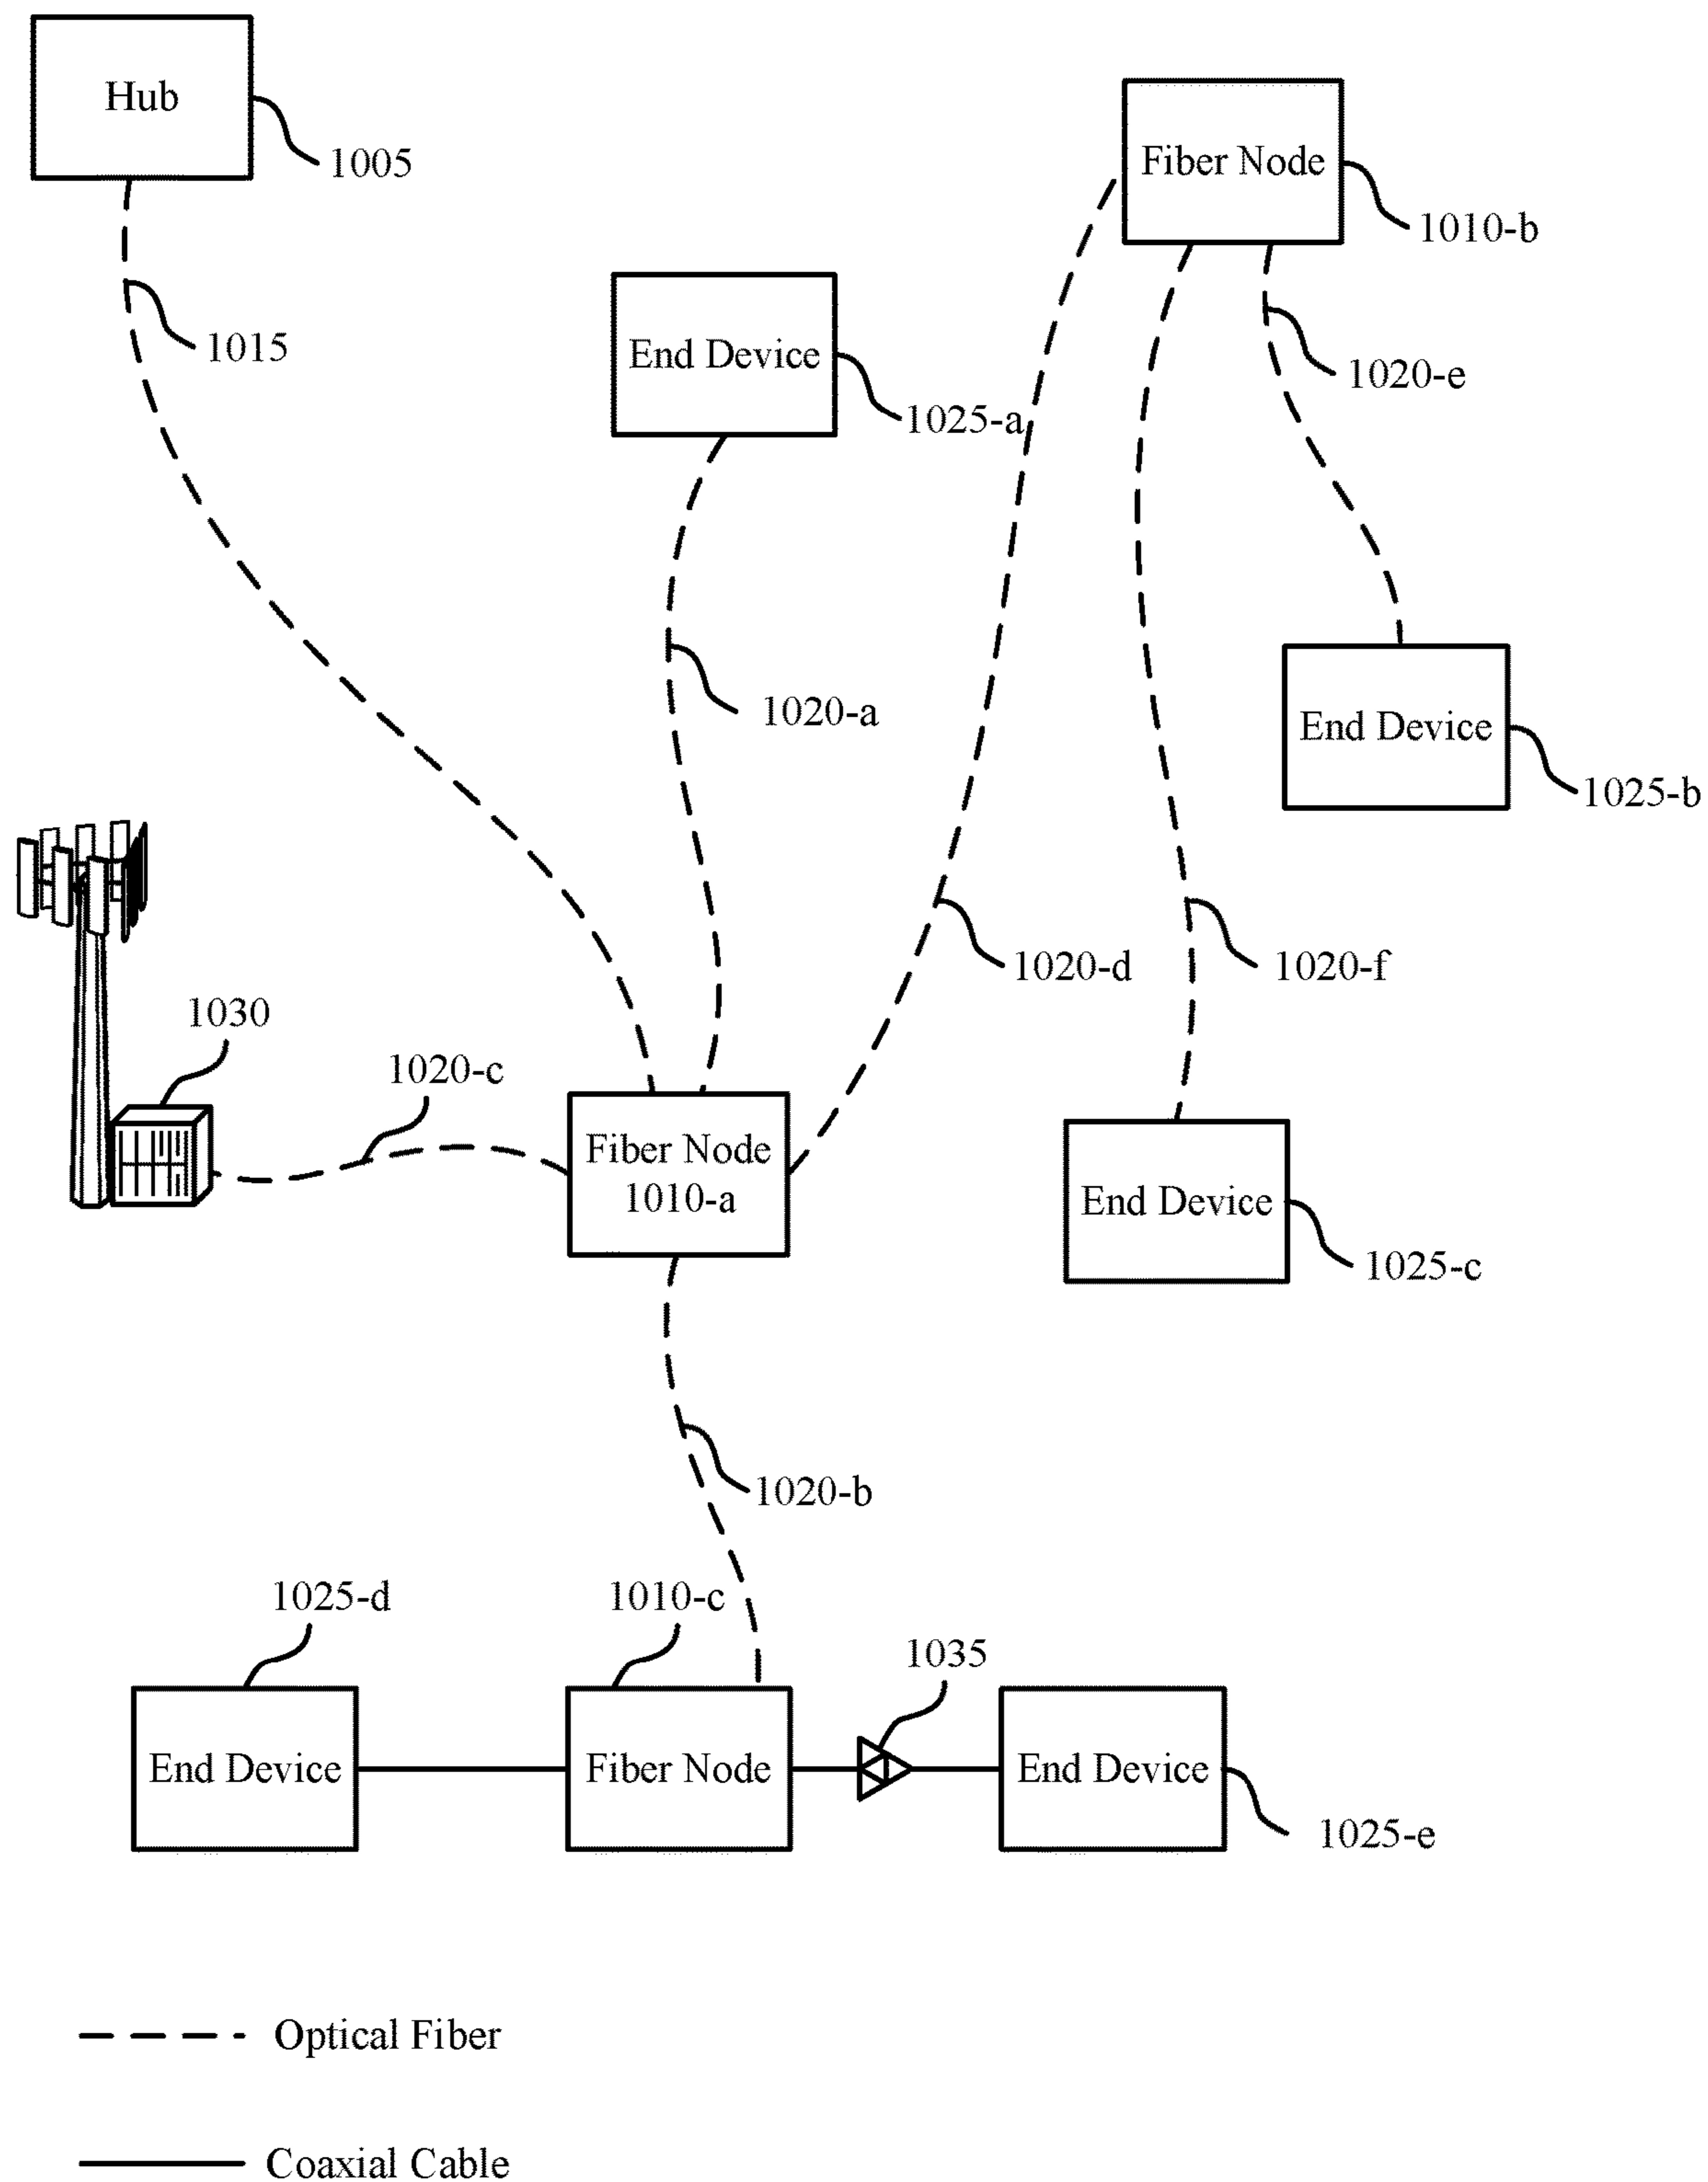 Hub
1005
Fiber Node
1010-b
1015
End Device
1025-a
1020-e
1020-a
End Device
1025-b
1020-d
1020-f
1030
1020-c
Fiber Node
1010-a
End Device
1025-c
1020-b
1025-d
1010-c
1035
End Device
Fiber Node
End Device
1025-e
Optical Fiber
Coaxial Cable